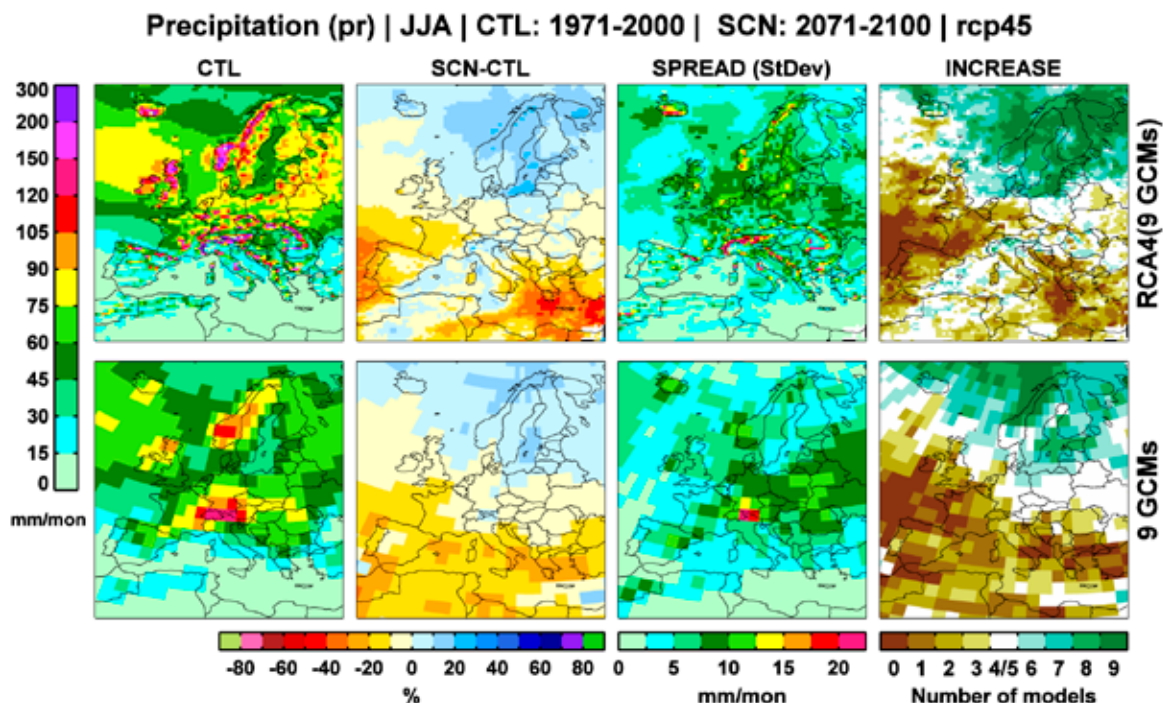 Precipitation (pr) | JJA | CTL: 1971-2000 | SCN: 2071-2100 | rcp45
CTL
SCN-CTL
SPREAD (StDev)
INCREASE
300
200
150
120
105
90
75
60
45
30
15
0
mm/mon
RCA4(9 GCMs)
9 GCMs
-80 -60 -40 -20 0 20 40 60 80
%
0 5 10 15 20
mm/mon
0 1 2 3 4/5 6 7 8 9
Number of models